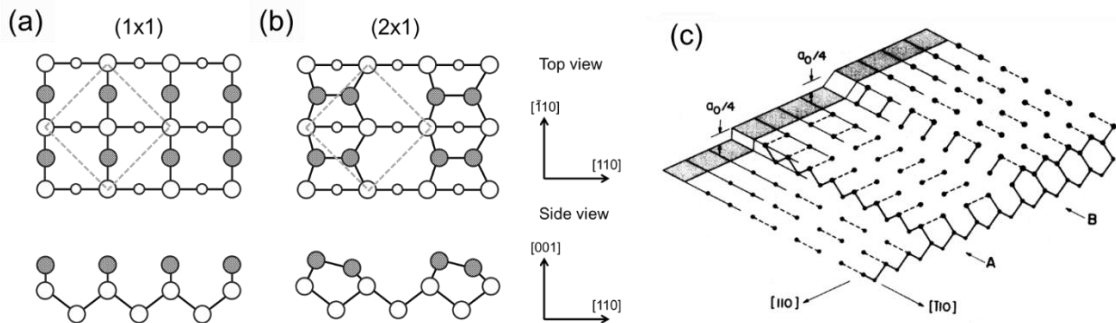 (a)
(1x1)
(b)
(2x1)
Top view
[1̄10]
[110]
Side view
[001]
[110]
(c)
a₀/4
a₀/4
B
A
[110]
[1̄10]